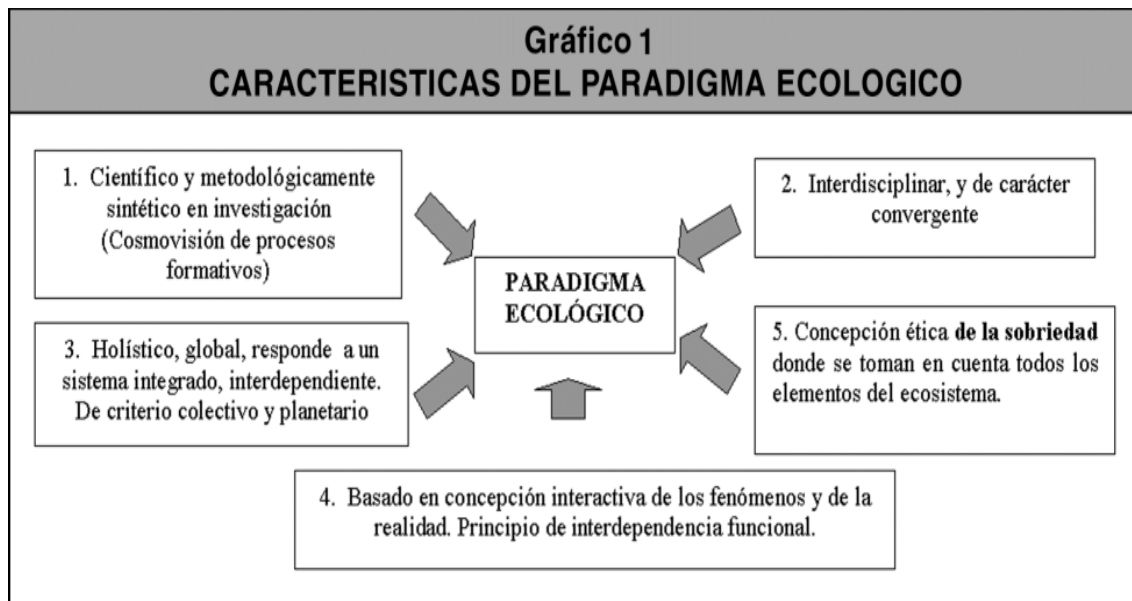 Gráfico 1
CARACTERISTICAS DEL PARADIGMA ECOLOGICO
1. Científico y metodológicamente
sintético en investigación
(Cosmovisión de procesos
formativos)
2. Interdisciplinar, y de carácter
convergente
PARADIGMA
ECOLÓGICO
3. Holístico, global, responde a un
sistema integrado, interdependiente.
De criterio colectivo y planetario
5. Concepción ética de la sobriedad
donde se toman en cuenta todos los
elementos del ecosistema.
4. Basado en concepción interactiva de los fenómenos y de la
realidad. Principio de interdependencia funcional.